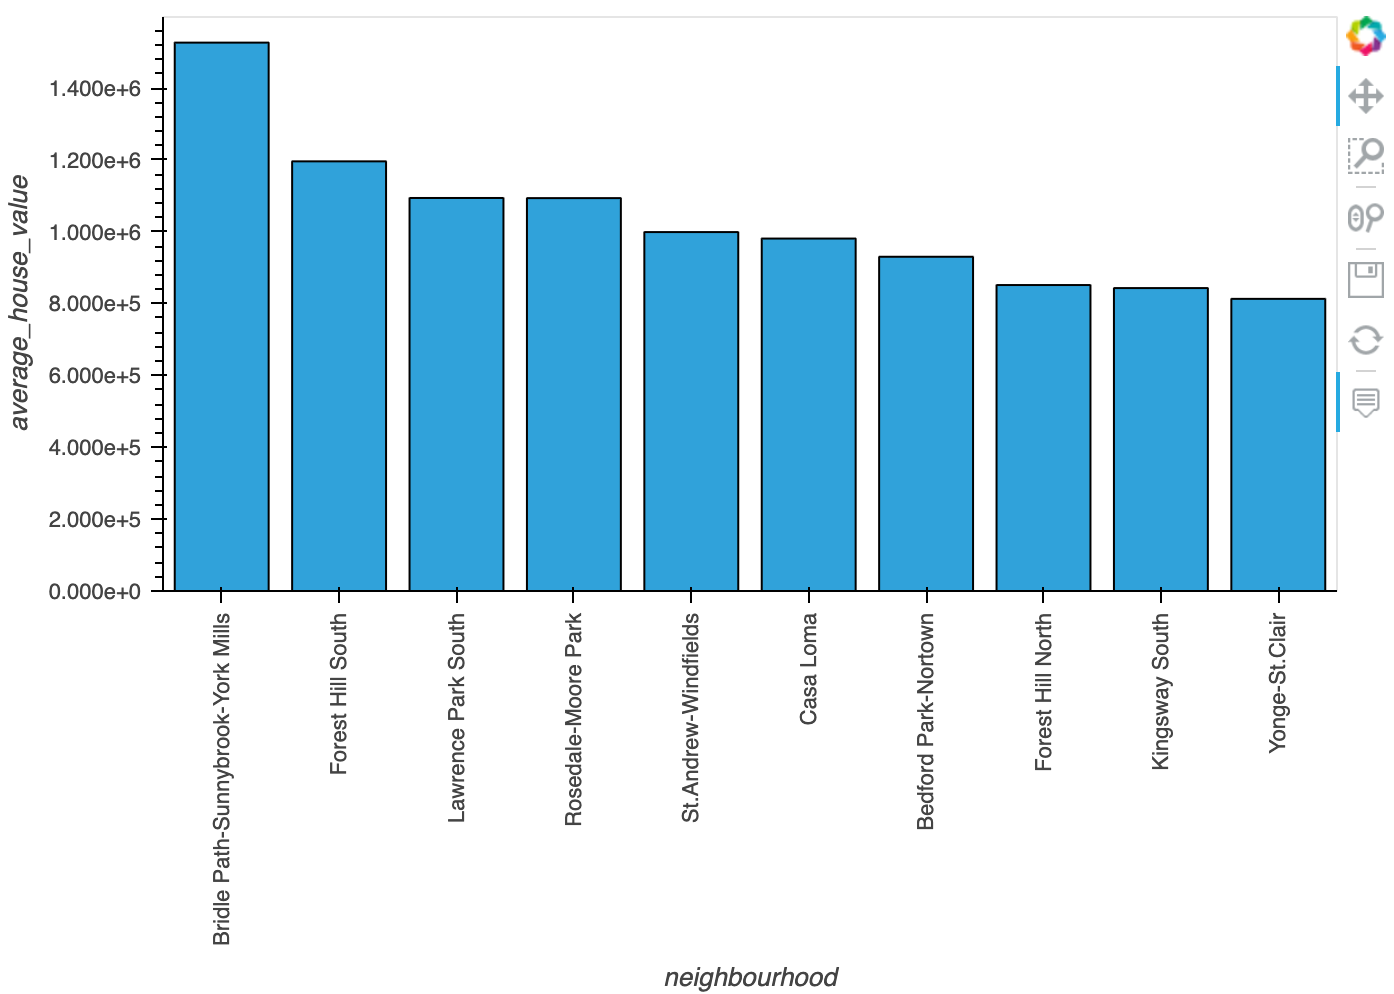 average_house_value
1.400e+6
1.200e+6
1.000e+6
8.000e+5
6.000e+5
4.000e+5
2.000e+5
0.000e+0
Bridle Path-Sunnybrook-York Mills
Forest Hill South
Lawrence Park South
Rosedale-Moore Park
St.Andrew-Windfields
Casa Loma
Bedford Park-Nortown
Forest Hill North
Kingsway South
Yonge-St.Clair
neighbourhood